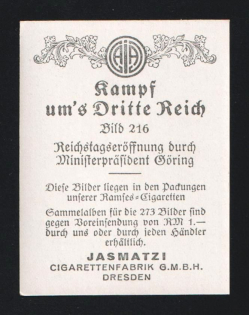 Kampf
um's Dritte Reich
Bild 216
Reichstagseröffnung durch
Ministerpräsident Göring
Diese Bilder liegen in den Packungen
unserer Ramses=Cigaretten
Sammelalben für die 273 Bilder sind
gegen Voreinsendung von RM 1.—
durch uns oder durch jeden Händler
erhältlich.
JASMATZI
CIGARETTENFABRIK G.M.B.H.
DRESDEN